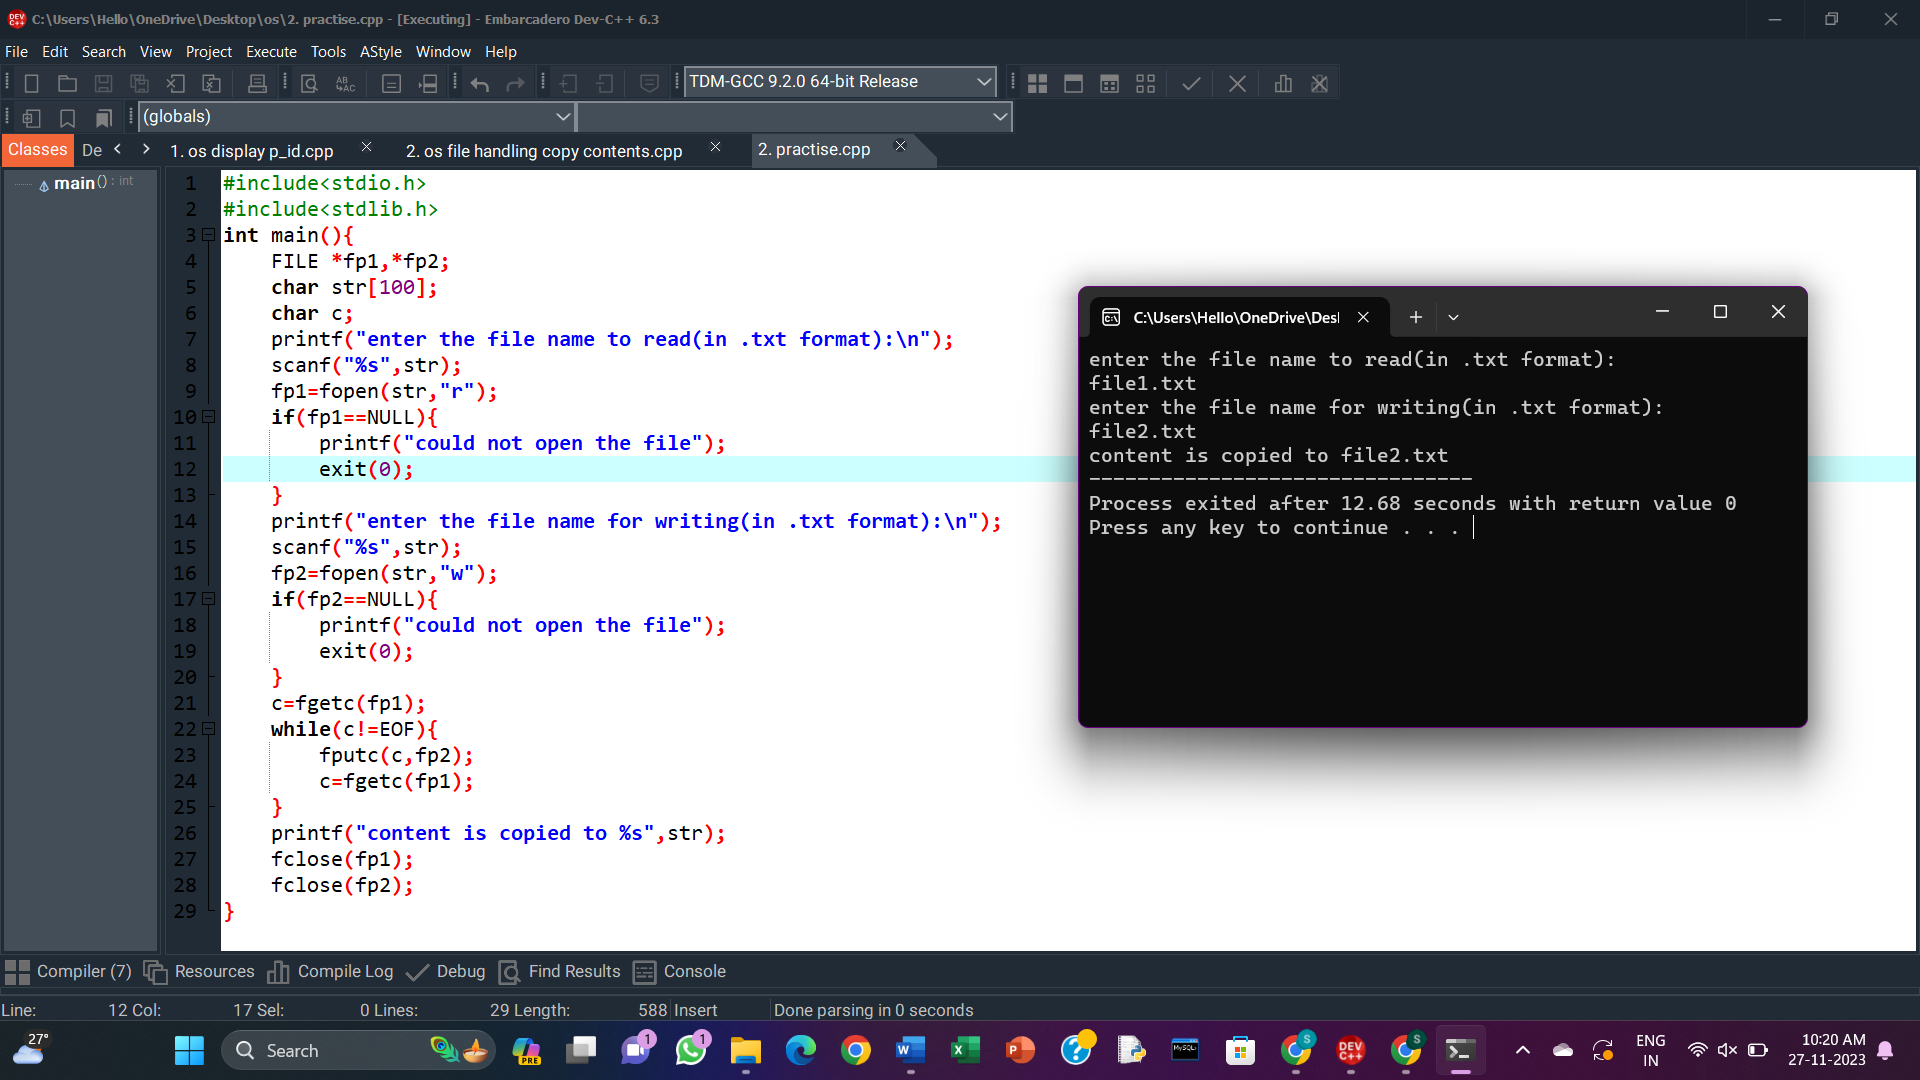 C:\Users\Hello\OneDrive\Desktop\os\2. practise.cpp - [Executing] - Embarcadero Dev-C++ 6.3
File Edit Search View Project Execute Tools AStyle Window Help
TDM-GCC 9.2.0 64-bit Release
(globals)
Classes De 1. os display p_id.cpp 2. os file handling copy contents.cpp 2. practise.cpp
main() : int
1 #include<stdio.h>
2 #include<stdlib.h>
3 int main(){
4 FILE *fp1,*fp2;
5 char str[100];
6 char c;
7 printf("enter the file name to read(in .txt format):\n");
8 scanf("%s",str);
9 fp1=fopen(str,"r");
10 if(fp1==NULL){
11 printf("could not open the file");
12 exit(0);
13 }
14 printf("enter the file name for writing(in .txt format):\n");
15 scanf("%s",str);
16 fp2=fopen(str,"w");
17 if(fp2==NULL){
18 printf("could not open the file");
19 exit(0);
20 }
21 c=fgetc(fp1);
22 while(c!=EOF){
23 fputc(c,fp2);
24 c=fgetc(fp1);
25 }
26 printf("content is copied to %s",str);
27 fclose(fp1);
28 fclose(fp2);
29 }
C:\Users\Hello\OneDrive\Des
enter the file name to read(in .txt format):
file1.txt
enter the file name for writing(in .txt format):
file2.txt
content is copied to file2.txt
--------------------------------
Process exited after 12.68 seconds with return value 0
Press any key to continue . . .
Compiler (7) Resources Compile Log Debug Find Results Console
Line: 12 Col: 17 Sel: 0 Lines: 29 Length: 588 Insert Done parsing in 0 seconds
27°
Search
PRE
1
1
MySQL
S
DEV C++
S
ENG
IN
10:20 AM
27-11-2023